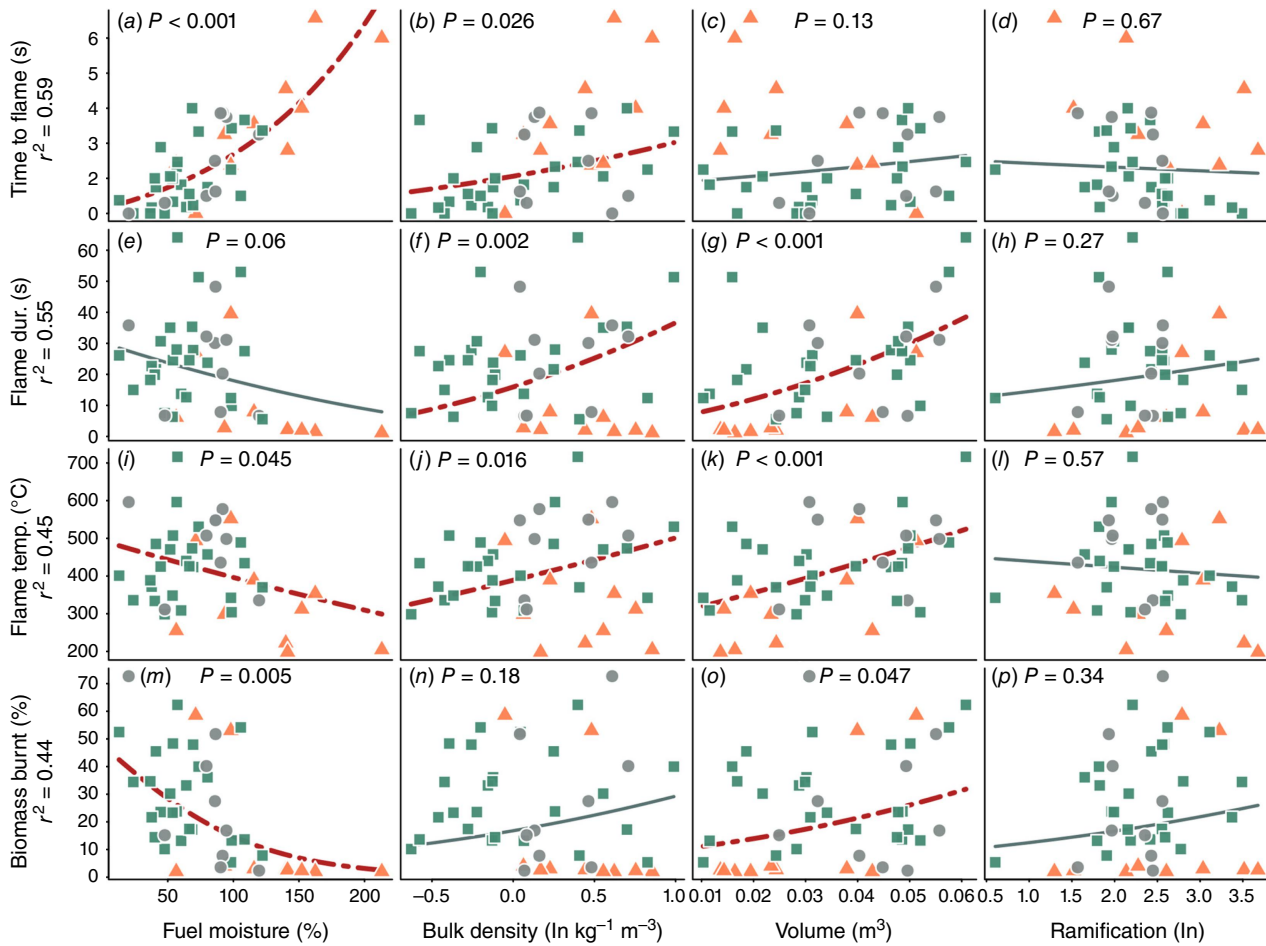 (a) P < 0.001
(b) P = 0.026
(c) P = 0.13
(d) P = 0.67
Time to flame (s)
r² = 0.59
6
5
4
3
2
1
0
(e) P = 0.06
(f) P = 0.002
(g) P < 0.001
(h) P = 0.27
Flame dur. (s)
r² = 0.55
60
50
40
30
20
10
0
(i) P = 0.045
(j) P = 0.016
(k) P < 0.001
(l) P = 0.57
Flame temp. (°C)
r² = 0.45
700
600
500
400
300
200
(m) P = 0.005
(n) P = 0.18
(o) P = 0.047
(p) P = 0.34
Biomass burnt (%)
r² = 0.44
70
60
50
40
30
20
10
0
50 100 150 200
−0.5 0.0 0.5 1.0
0.01 0.02 0.03 0.04 0.05 0.06
0.5 1.0 1.5 2.0 2.5 3.0 3.5
Fuel moisture (%)
Bulk density (ln kg⁻¹ m⁻³)
Volume (m³)
Ramification (ln)